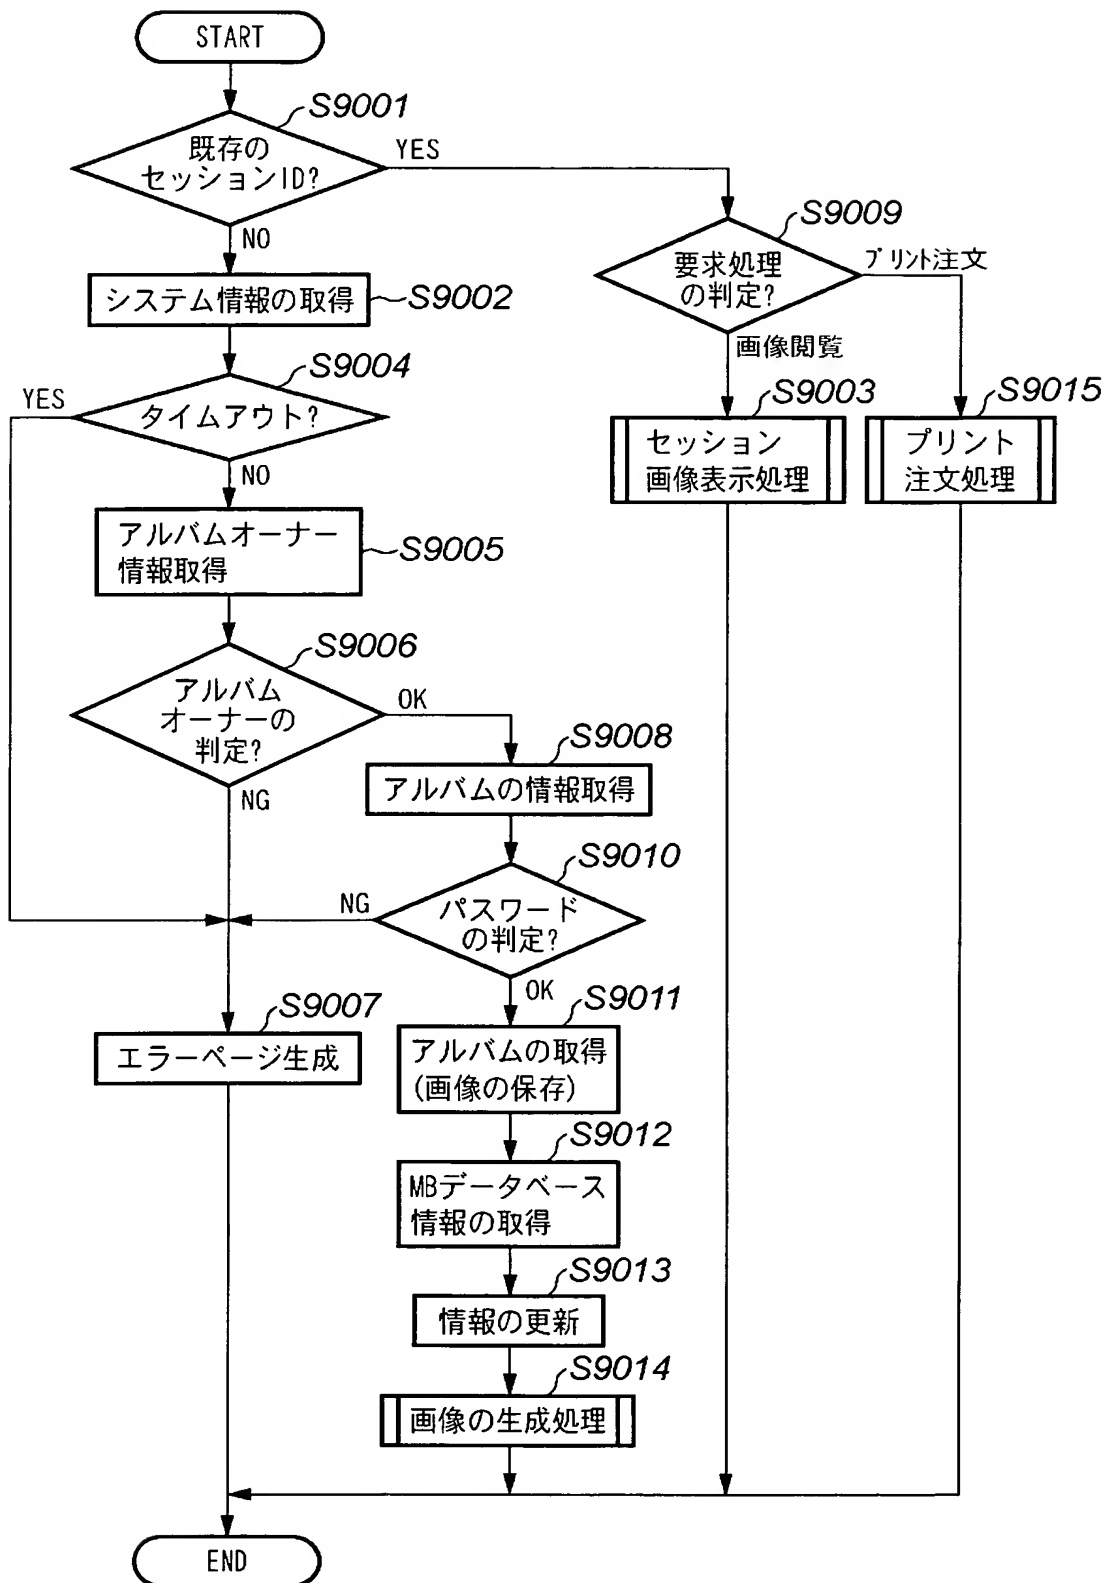 START
S9001
既存の
セッションID?
YES
NO
S9009
要求処理
の判定?
プリント注文
画像閲覧
システム情報の取得
S9002
S9004
YES
タイムアウト?
NO
S9003
セッション
画像表示処理
S9015
プリント
注文処理
アルバムオーナー
情報取得
S9005
S9006
アルバム
オーナーの
判定?
OK
NG
S9008
アルバムの情報取得
S9010
NG
パスワード
の判定?
OK
S9007
エラーページ生成
S9011
アルバムの取得
(画像の保存)
S9012
MBデータベース
情報の取得
S9013
情報の更新
S9014
画像の生成処理
END